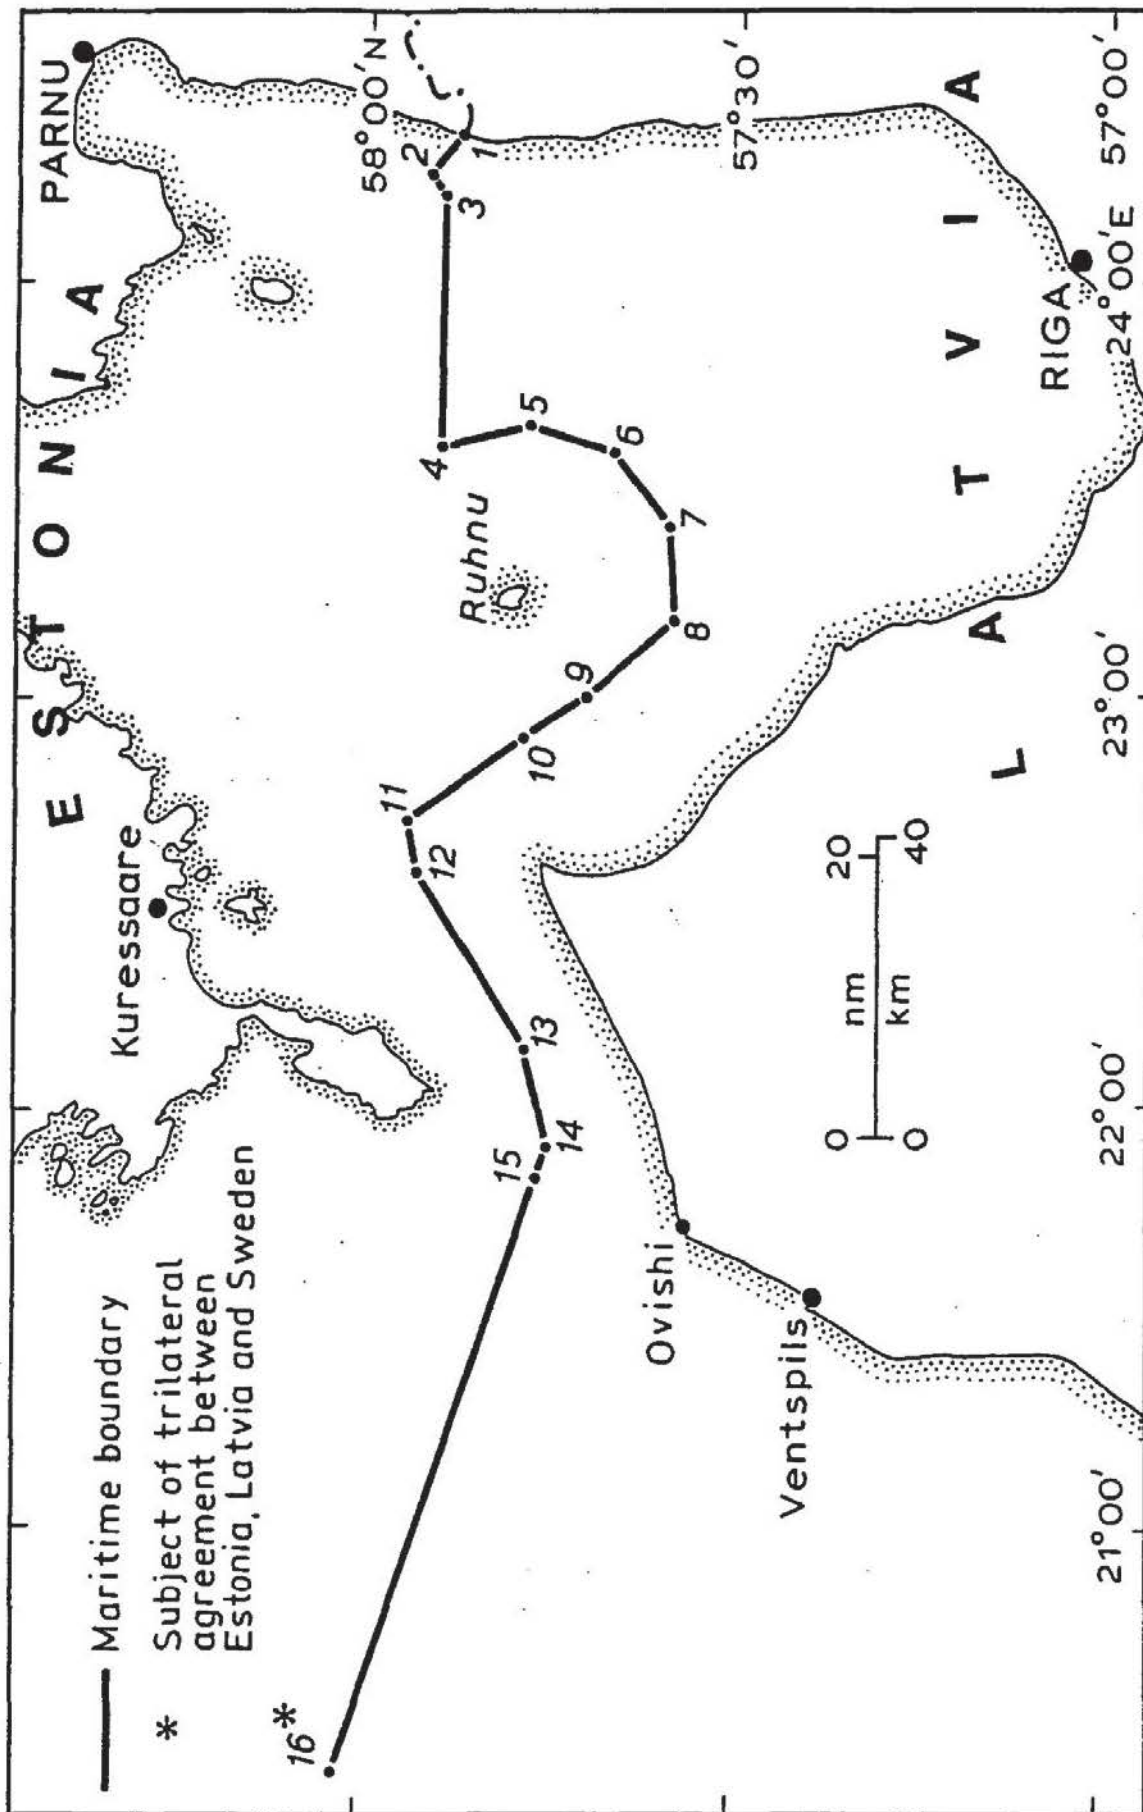 ESTONIA
PARNU
Kuressaare
Ruhnu
Maritime boundary
* Subject of trilateral
agreement between
Estonia, Latvia and Sweden
16*
15
14
13
12
11
10
9
8
7
6
5
4
3
2
1
58°00'N
57°30'
57°00'
Ovishi
Ventspils
0 nm 20
0 km 40
LATVIA
RIGA
21°00'
22°00'
23°00'
24°00'E